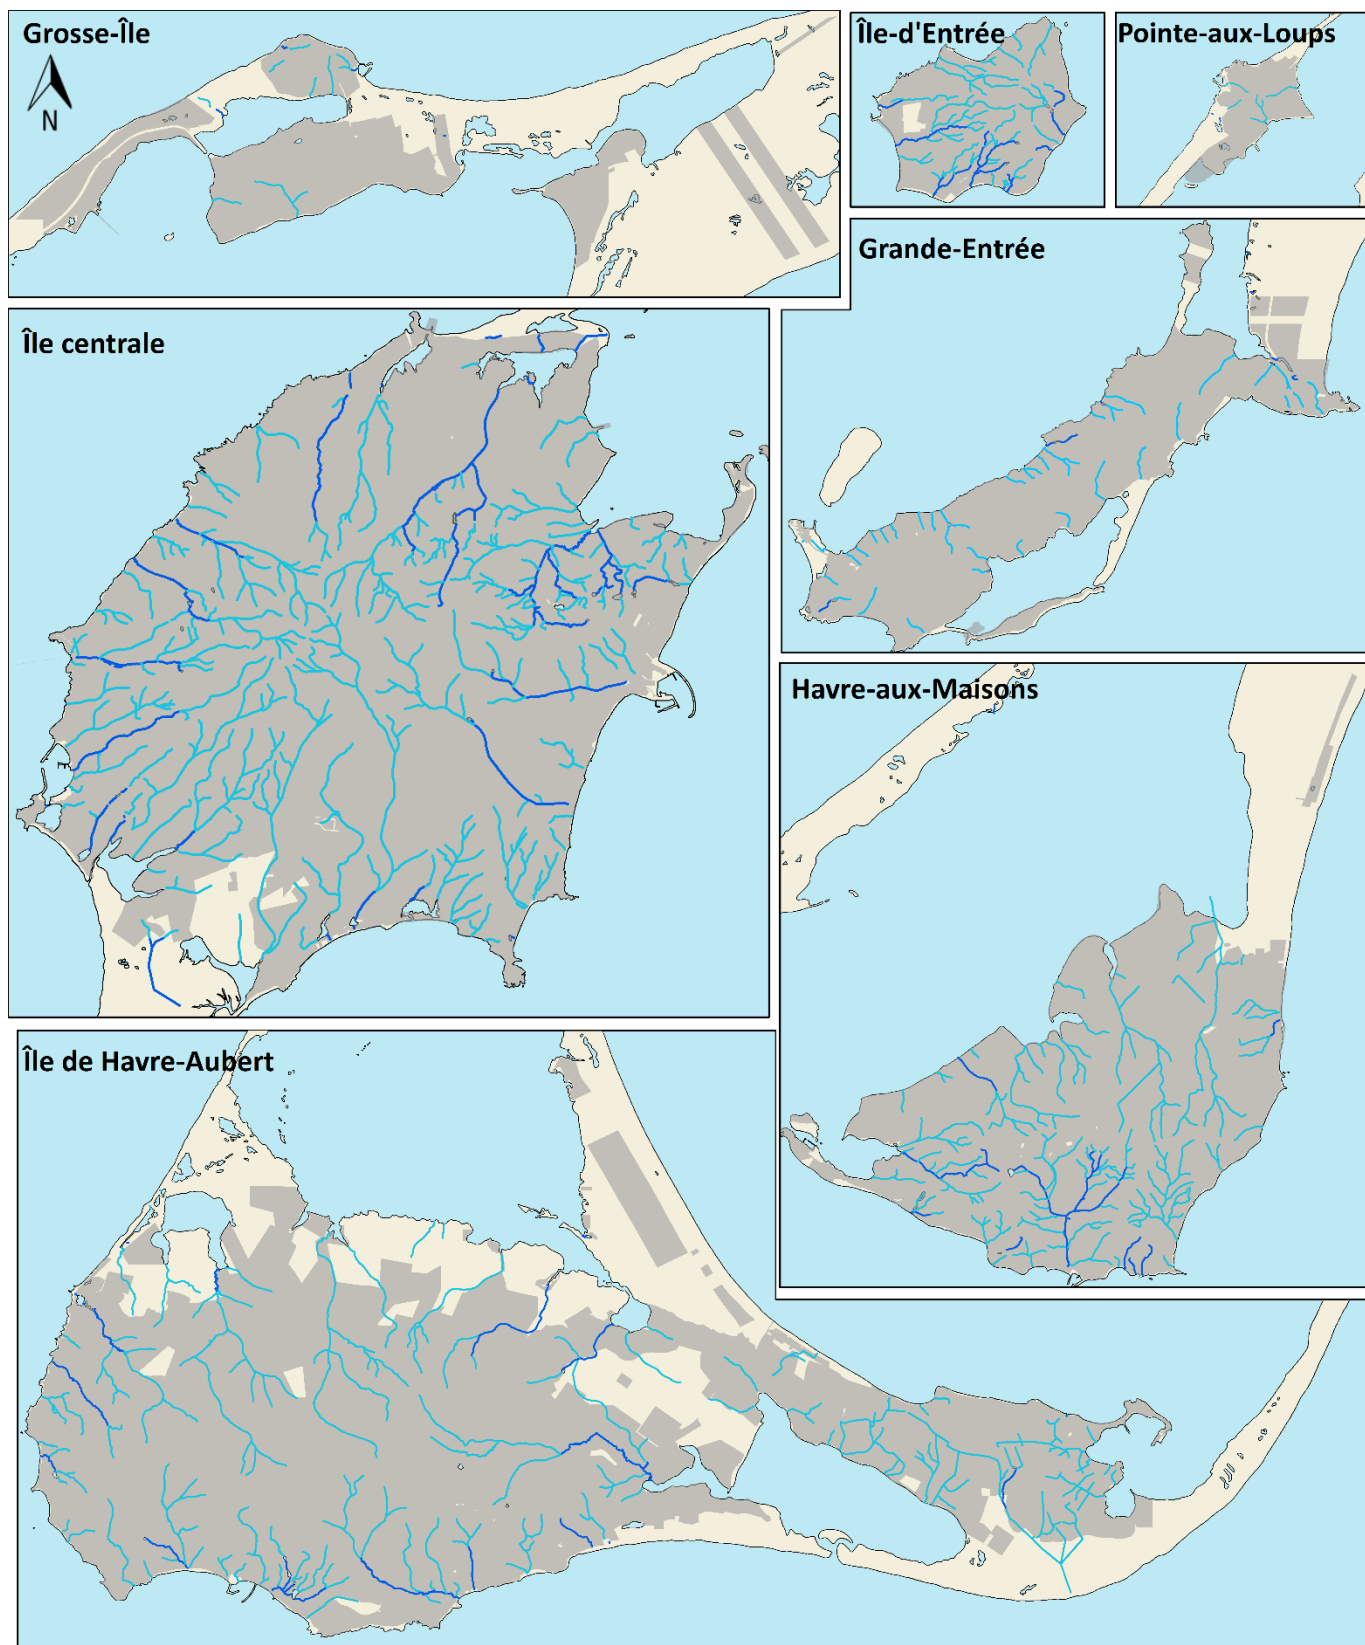 Grosse-Île
N
Île-d'Entrée
Pointe-aux-Loups
Grande-Entrée
Île centrale
Havre-aux-Maisons
Île de Havre-Aubert